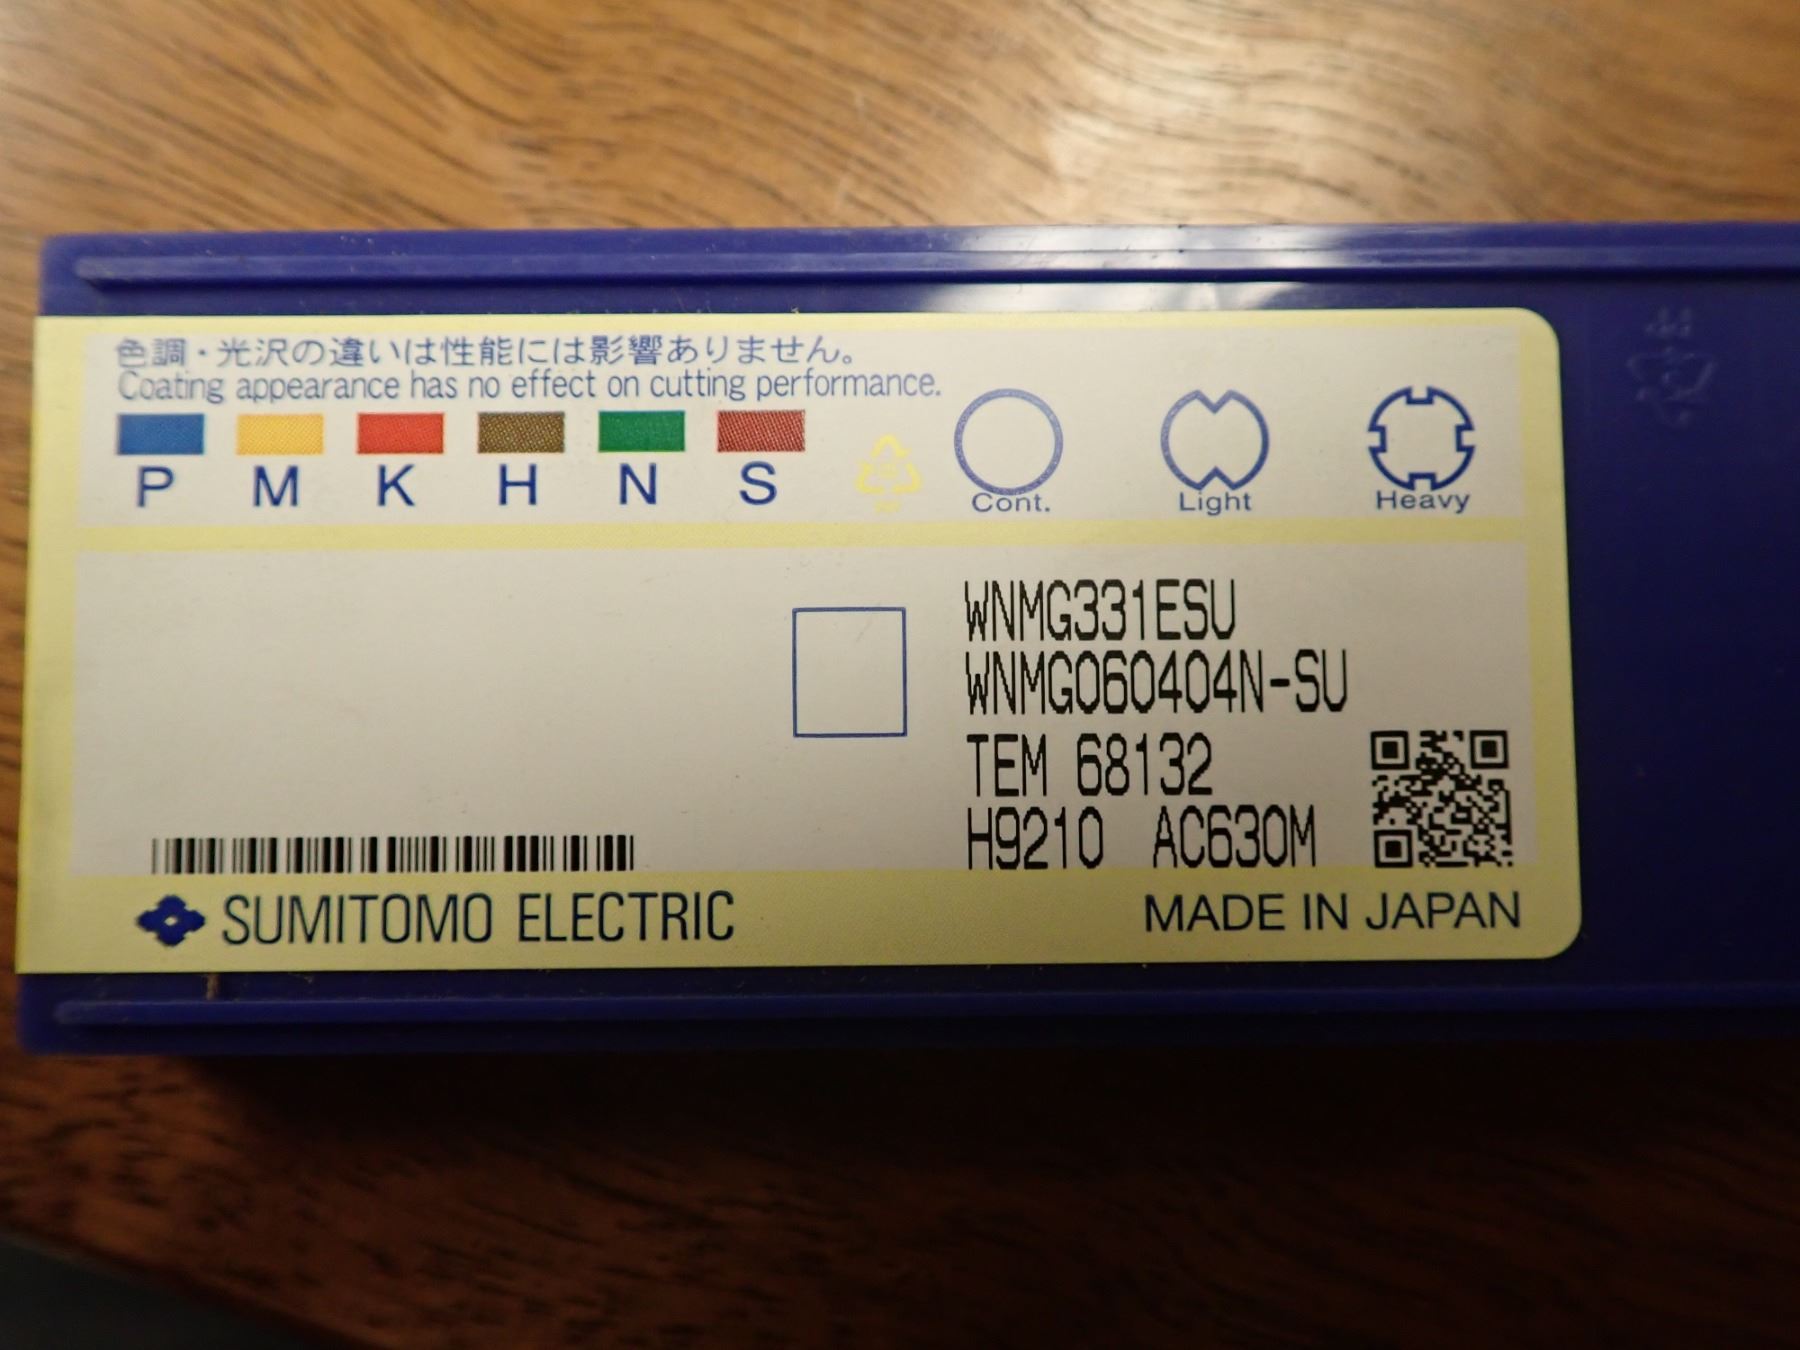 色調・光沢の違いは性能には影響ありません。
Coating appearance has no effect on cutting performance.
P M K H N S
Cont. Light Heavy
WNMG331ESU
WNMG060404N-SU
TEM 68132
H9210 AC630M
SUMITOMO ELECTRIC
MADE IN JAPAN